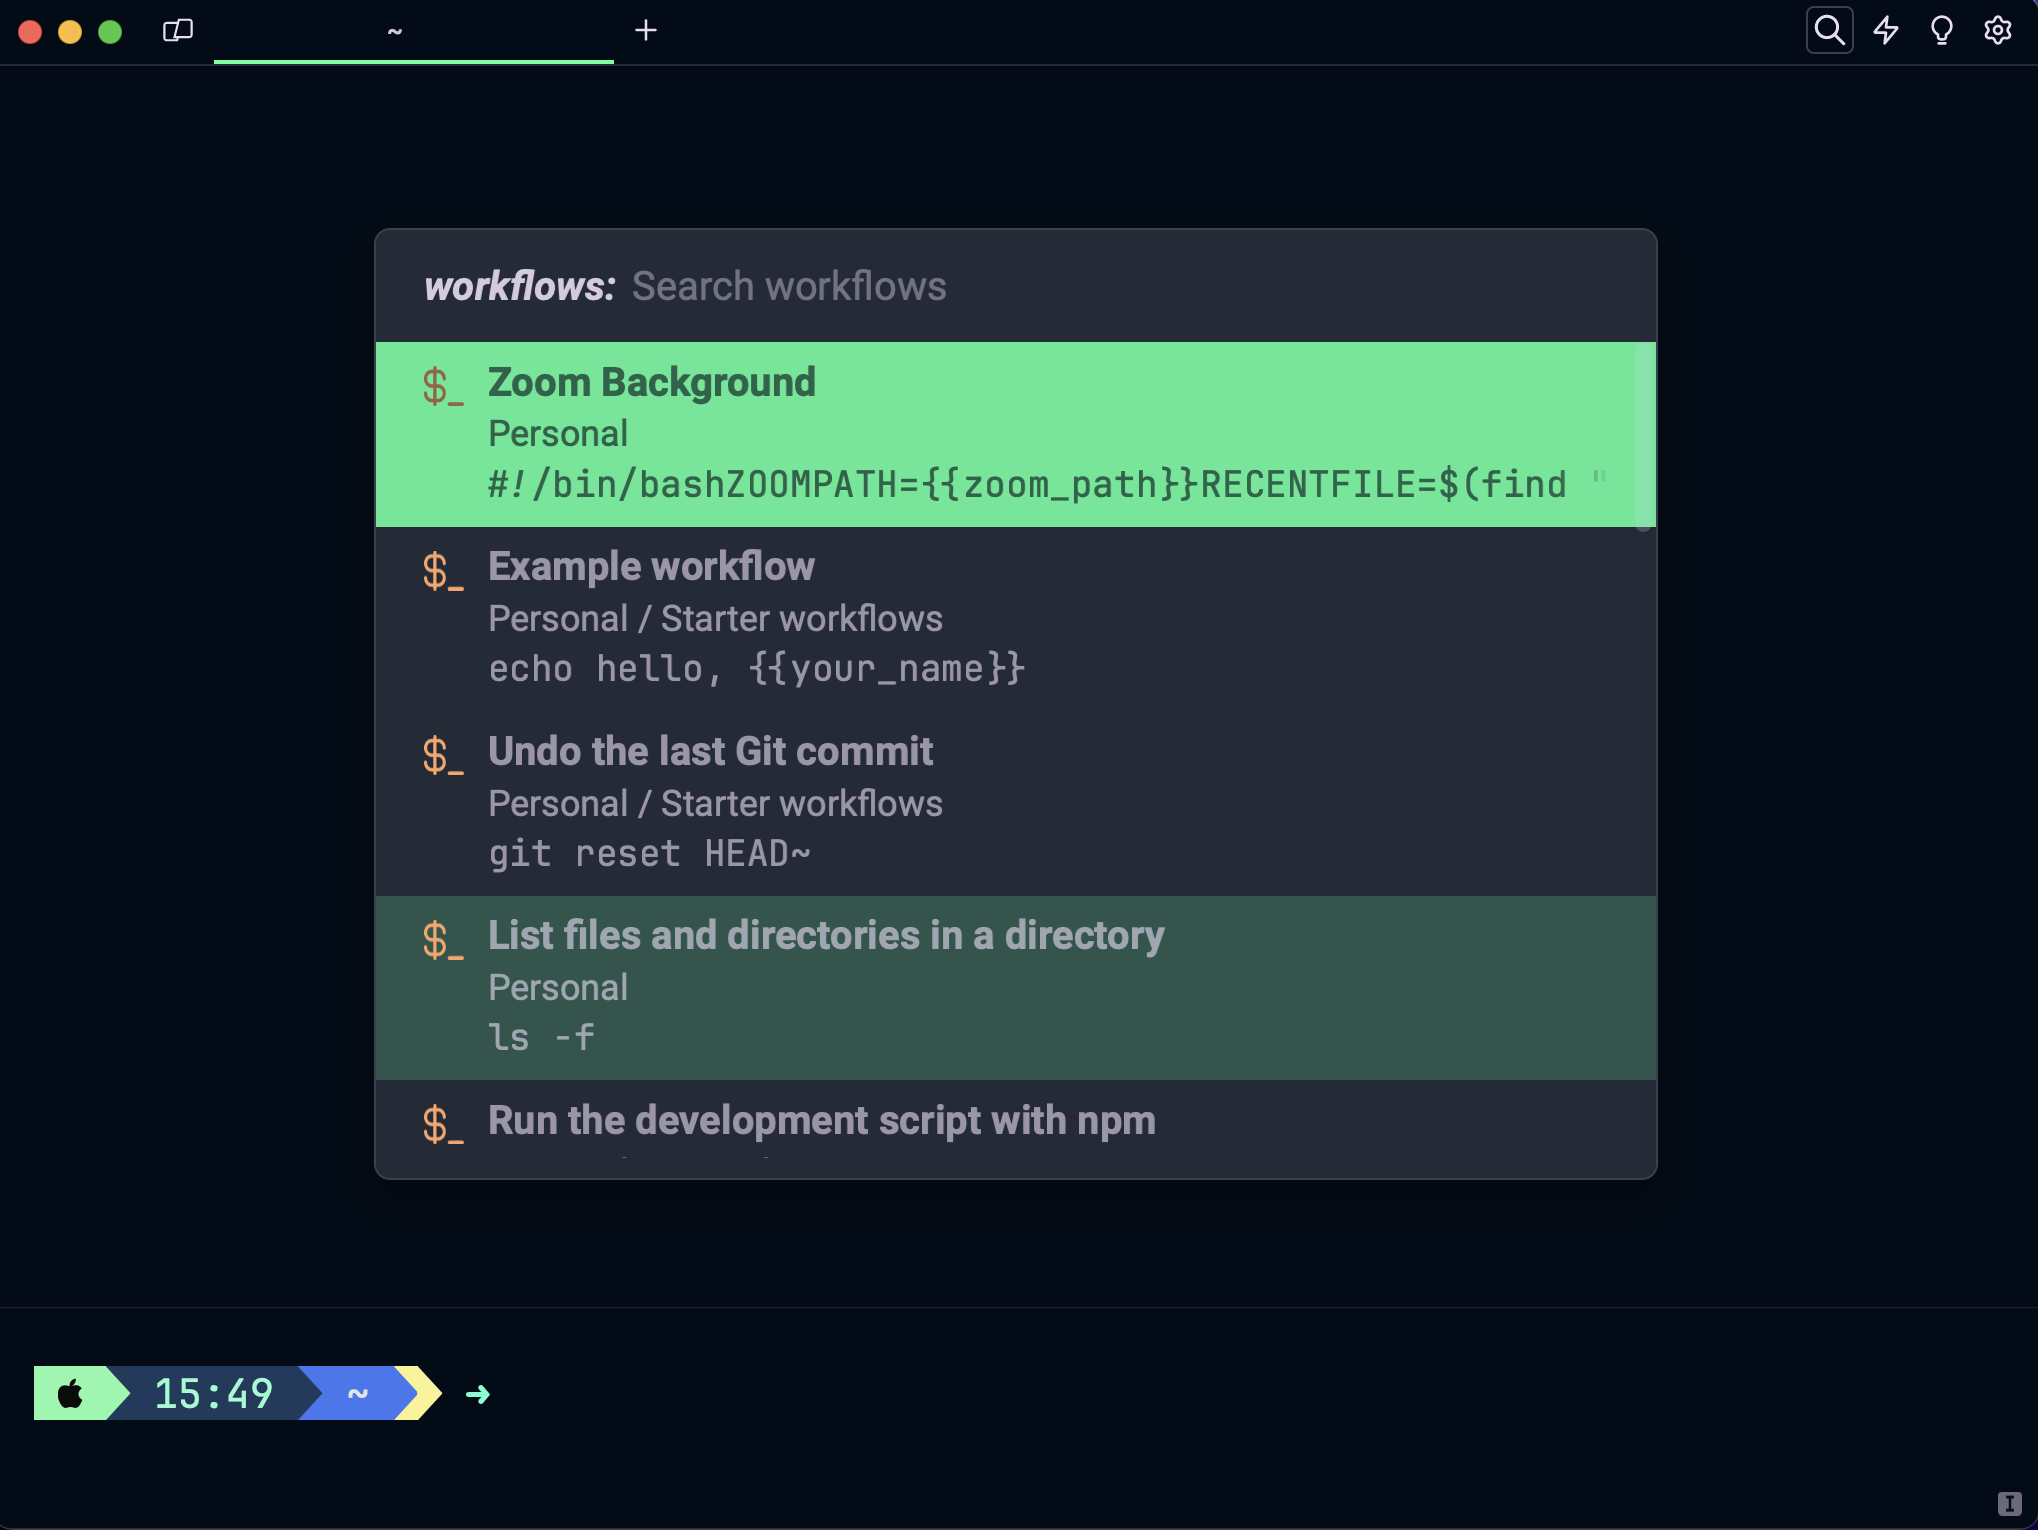 ~
workflows: Search workflows
$_ Zoom Background
Personal
#!/bin/bashZOOMPATH={{zoom_path}}RECENTFILE=$(find "
$_ Example workflow
Personal / Starter workflows
echo hello, {{your_name}}
$_ Undo the last Git commit
Personal / Starter workflows
git reset HEAD~
$_ List files and directories in a directory
Personal
ls -f
$_ Run the development script with npm
15:49 ~ ➜
I